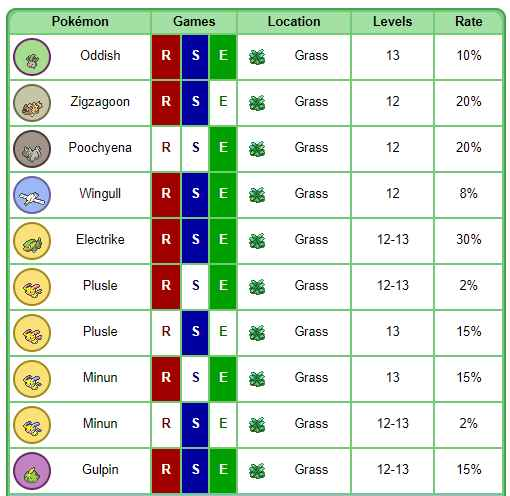 Pokémon Games Location Levels Rate
Oddish R S E Grass 13 10%
Zigzagoon R S E Grass 12 20%
Poochyena R S E Grass 12 20%
Wingull R S E Grass 12 8%
Electrike R S E Grass 12-13 30%
Plusle R S E Grass 12-13 2%
Plusle R S E Grass 13 15%
Minun R S E Grass 13 15%
Minun R S E Grass 12-13 2%
Gulpin R S E Grass 12-13 15%